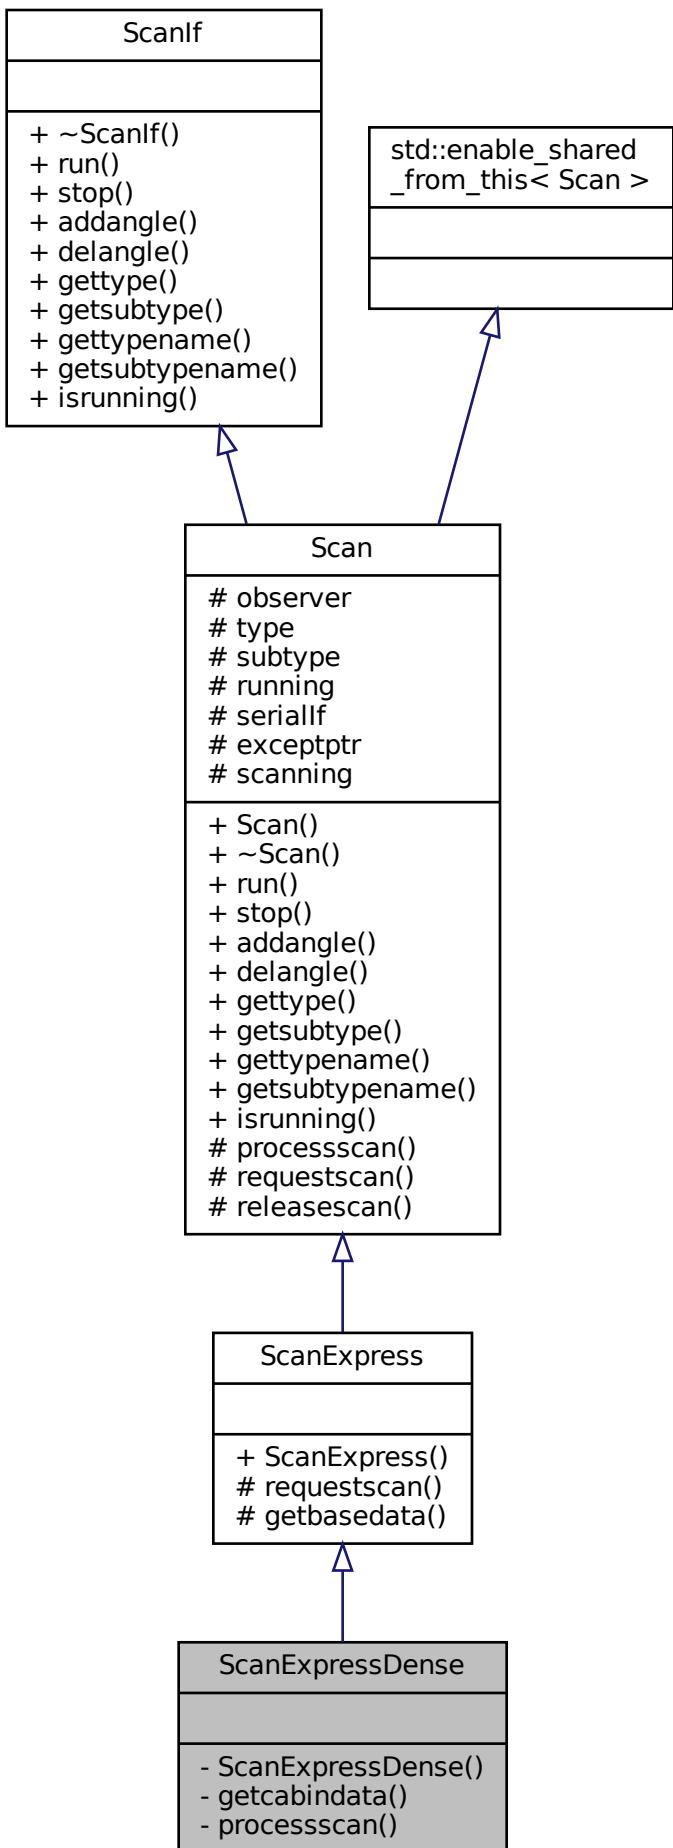 ScanIf
+ ~ScanIf()
+ run()
+ stop()
+ addangle()
+ delangle()
+ gettype()
+ getsubtype()
+ gettypename()
+ getsubtypename()
+ isrunning()
std::enable_shared
_from_this< Scan >
Scan
# observer
# type
# subtype
# running
# serialIf
# exceptptr
# scanning
+ Scan()
+ ~Scan()
+ run()
+ stop()
+ addangle()
+ delangle()
+ gettype()
+ getsubtype()
+ gettypename()
+ getsubtypename()
+ isrunning()
# processscan()
# requestscan()
# releasescan()
ScanExpress
+ ScanExpress()
# requestscan()
# getbasedata()
ScanExpressDense
- ScanExpressDense()
- getcabindata()
- processscan()